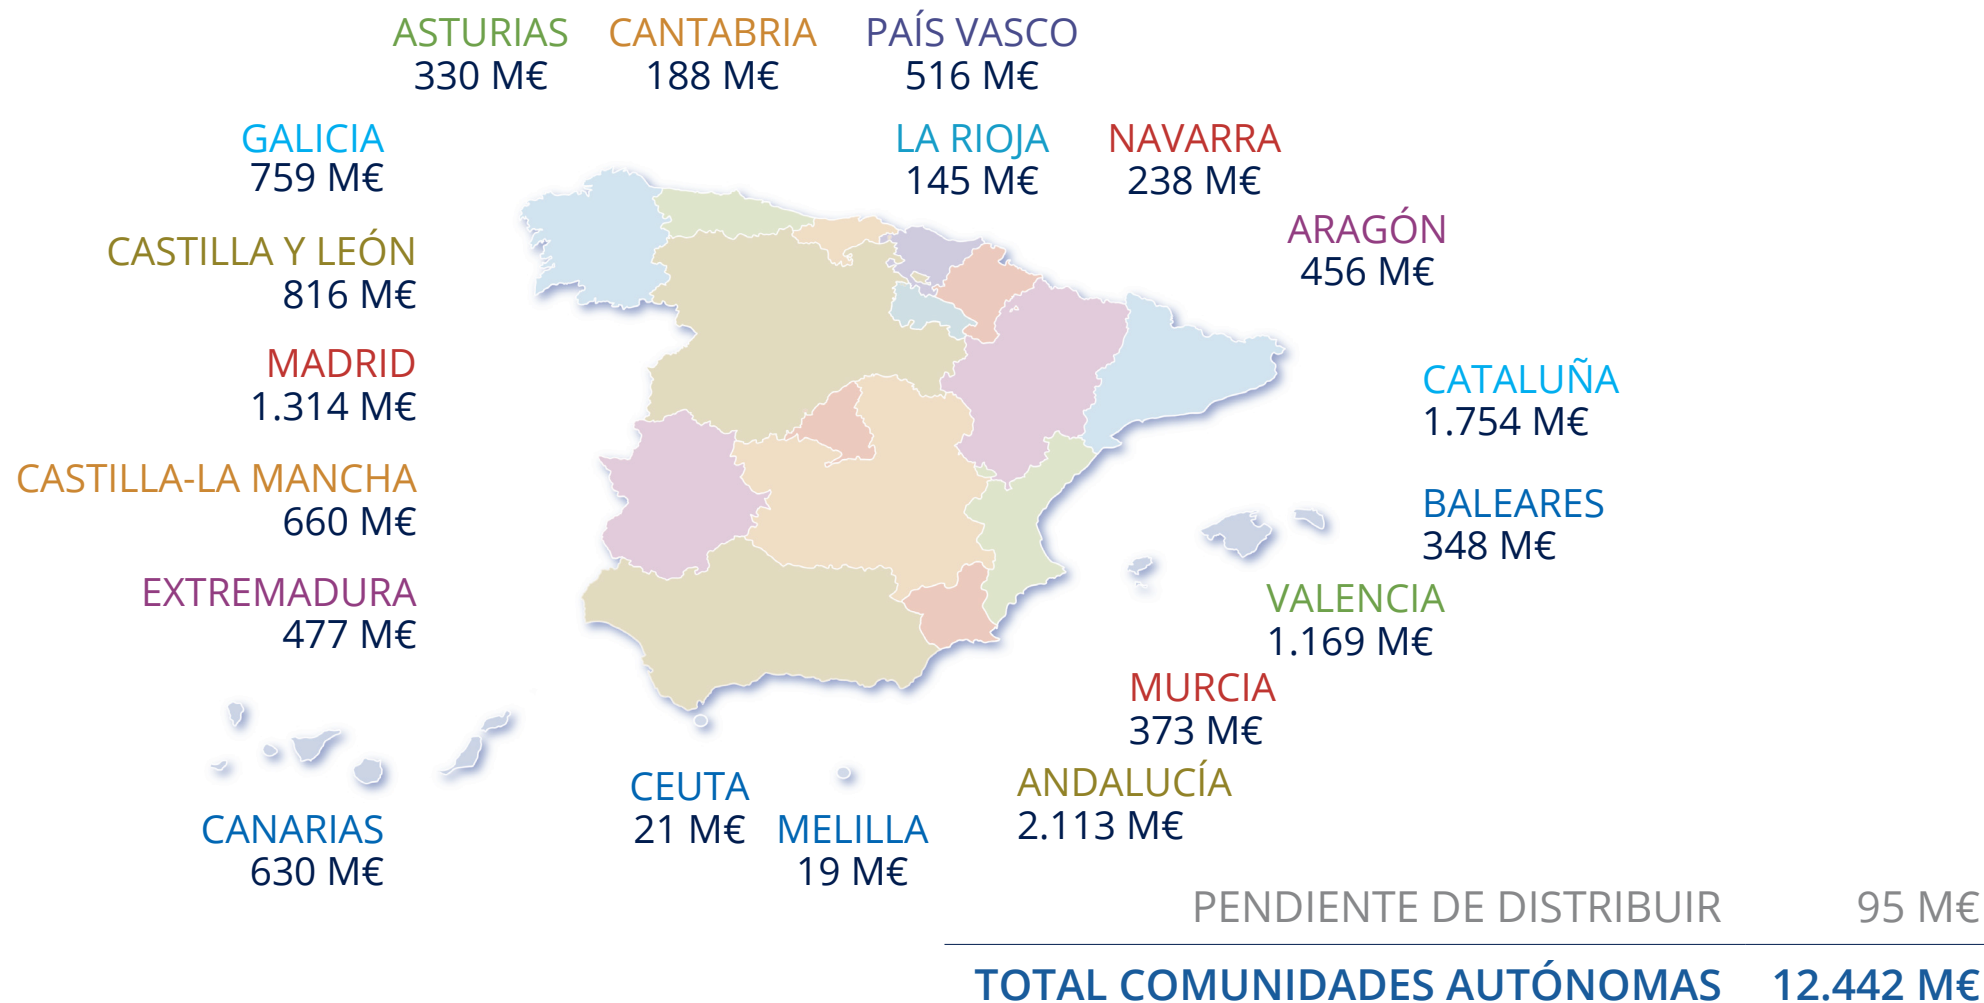 ASTURIAS
330 M€
CANTABRIA
188 M€
PAÍS VASCO
516 M€
GALICIA
759 M€
LA RIOJA
145 M€
NAVARRA
238 M€
ARAGÓN
456 M€
CASTILLA Y LEÓN
816 M€
MADRID
1.314 M€
CATALUÑA
1.754 M€
CASTILLA-LA MANCHA
660 M€
BALEARES
348 M€
EXTREMADURA
477 M€
VALENCIA
1.169 M€
MURCIA
373 M€
ANDALUCÍA
2.113 M€
CEUTA
21 M€
MELILLA
19 M€
CANARIAS
630 M€
PENDIENTE DE DISTRIBUIR 95 M€
TOTAL COMUNIDADES AUTÓNOMAS 12.442 M€